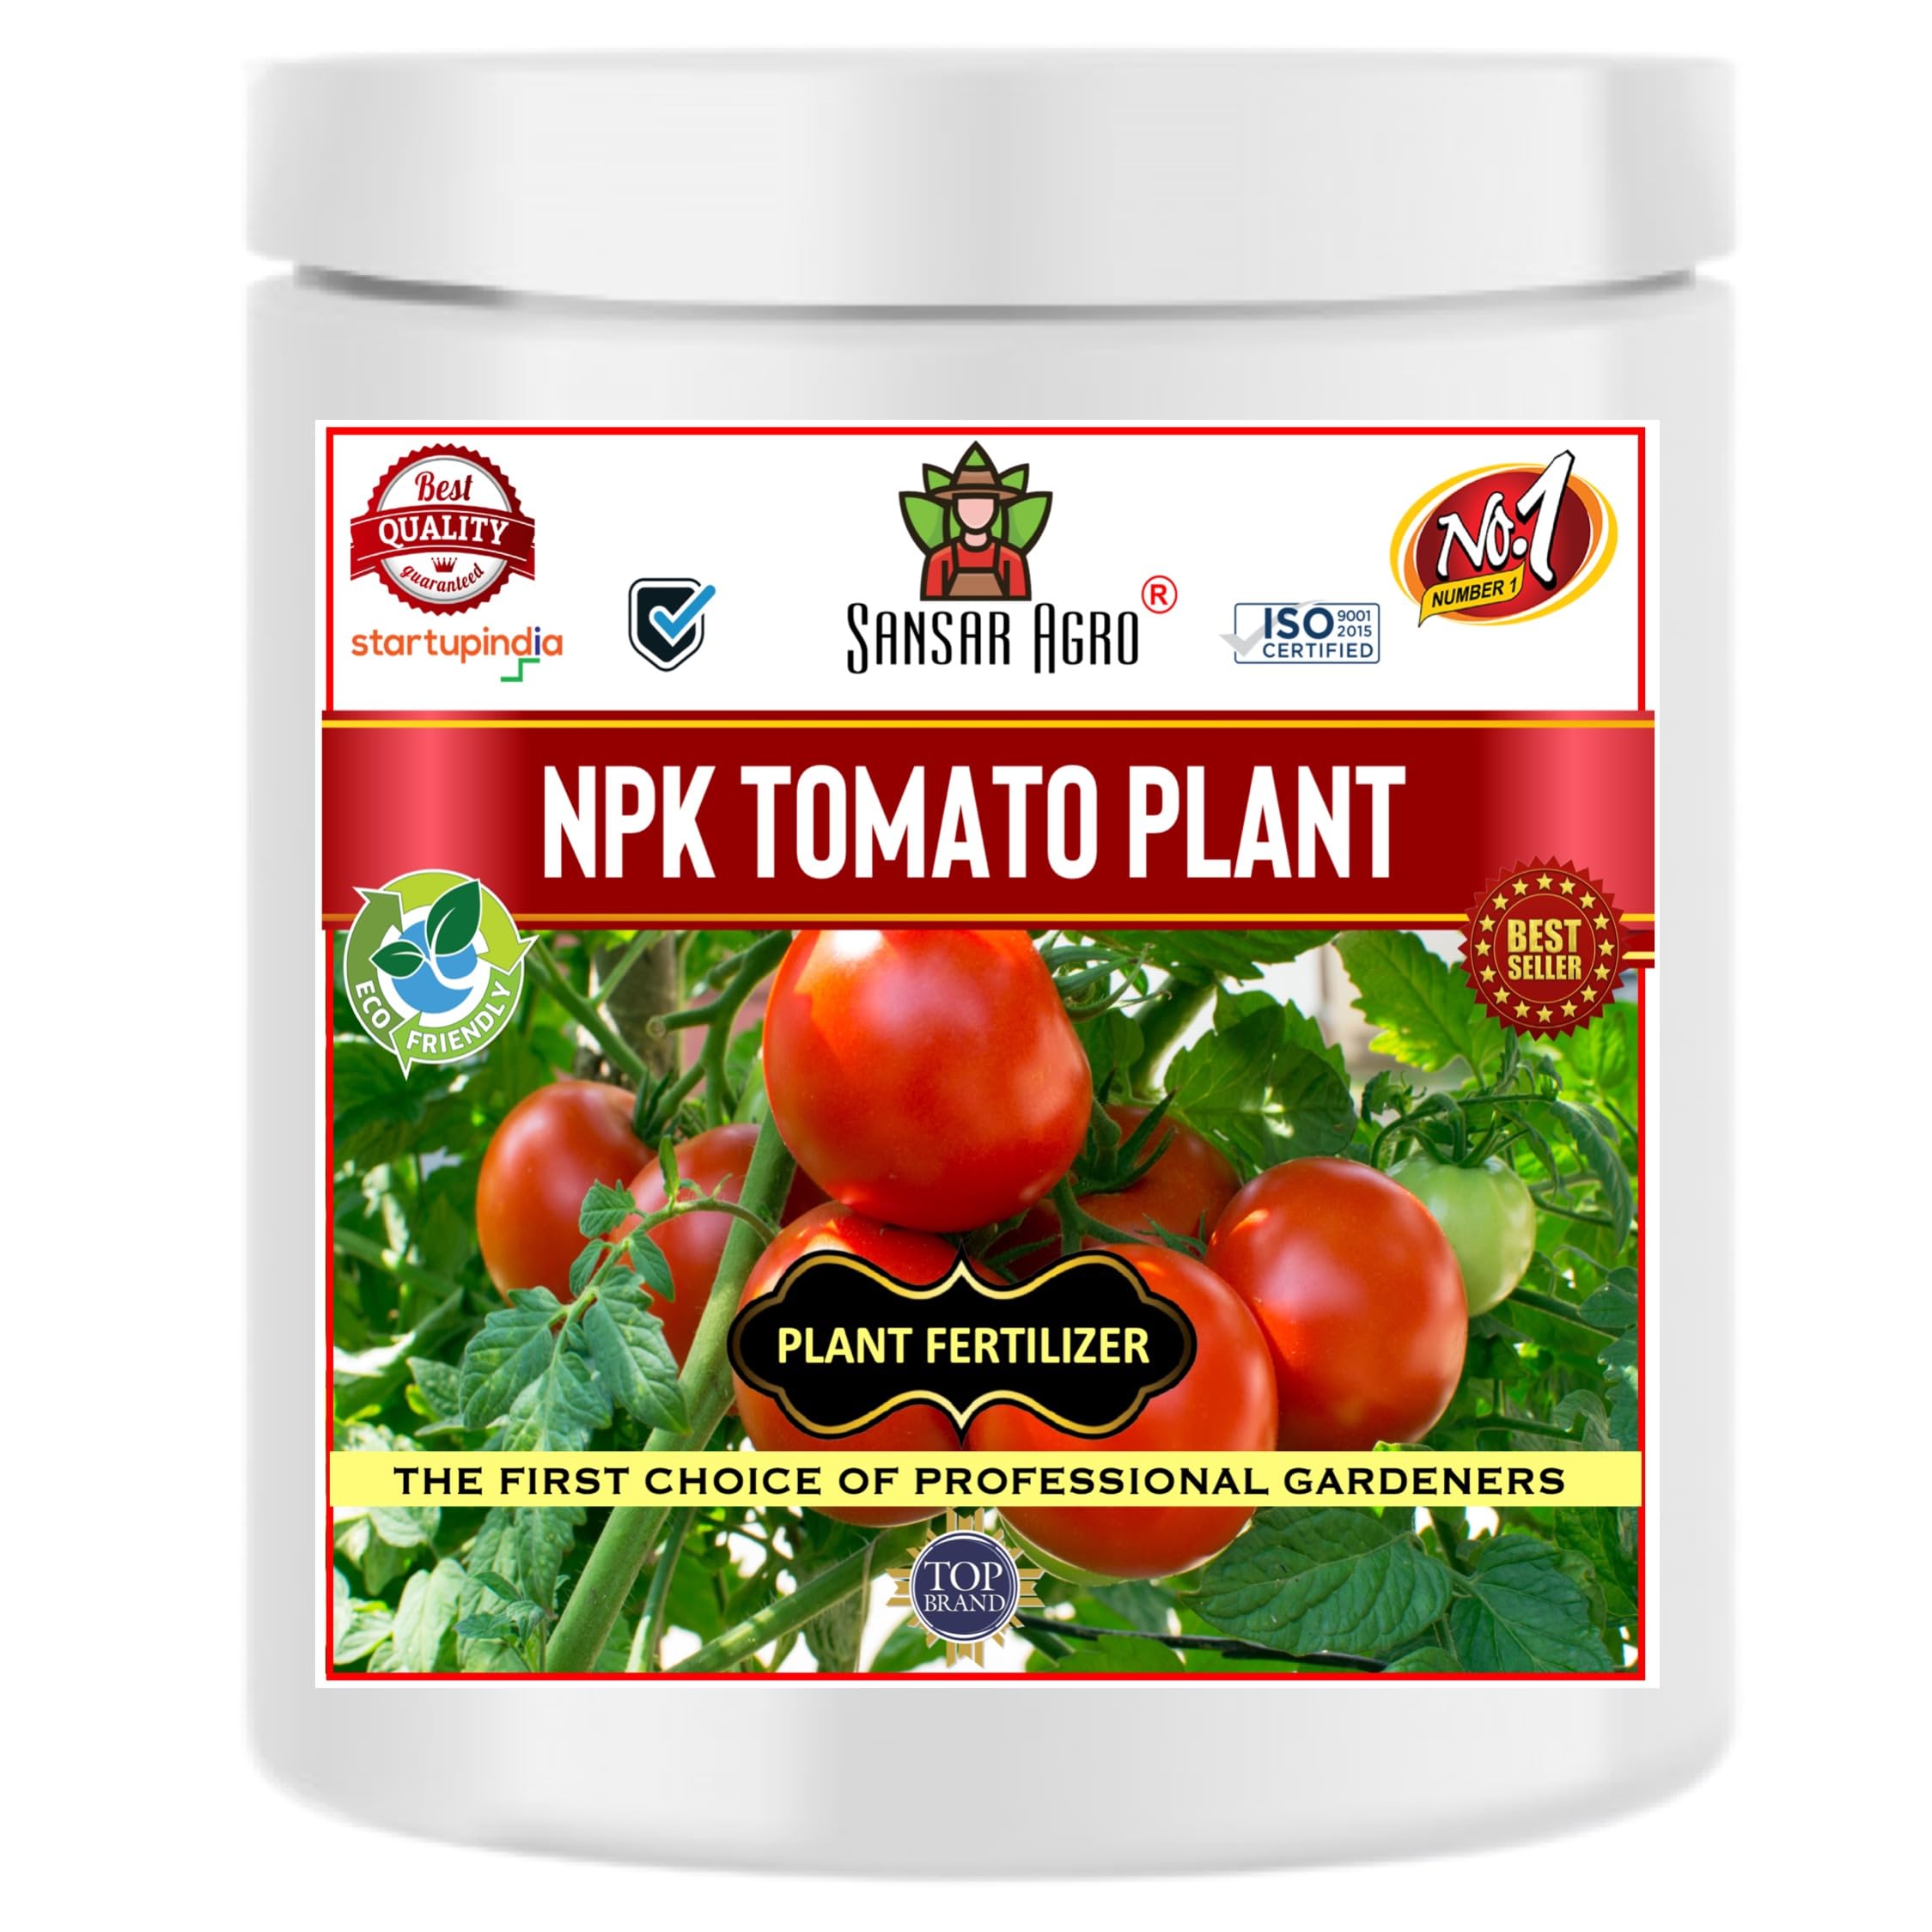 Best
QUALITY
guaranteed
startupindia
SANSAR AGRO®
ISO 9001
2015
CERTIFIED
No.1
NUMBER 1
NPK TOMATO PLANT
ECO FRIENDLY
BEST
SELLER
PLANT FERTILIZER
THE FIRST CHOICE OF PROFESSIONAL GARDENERS
TOP
BRAND